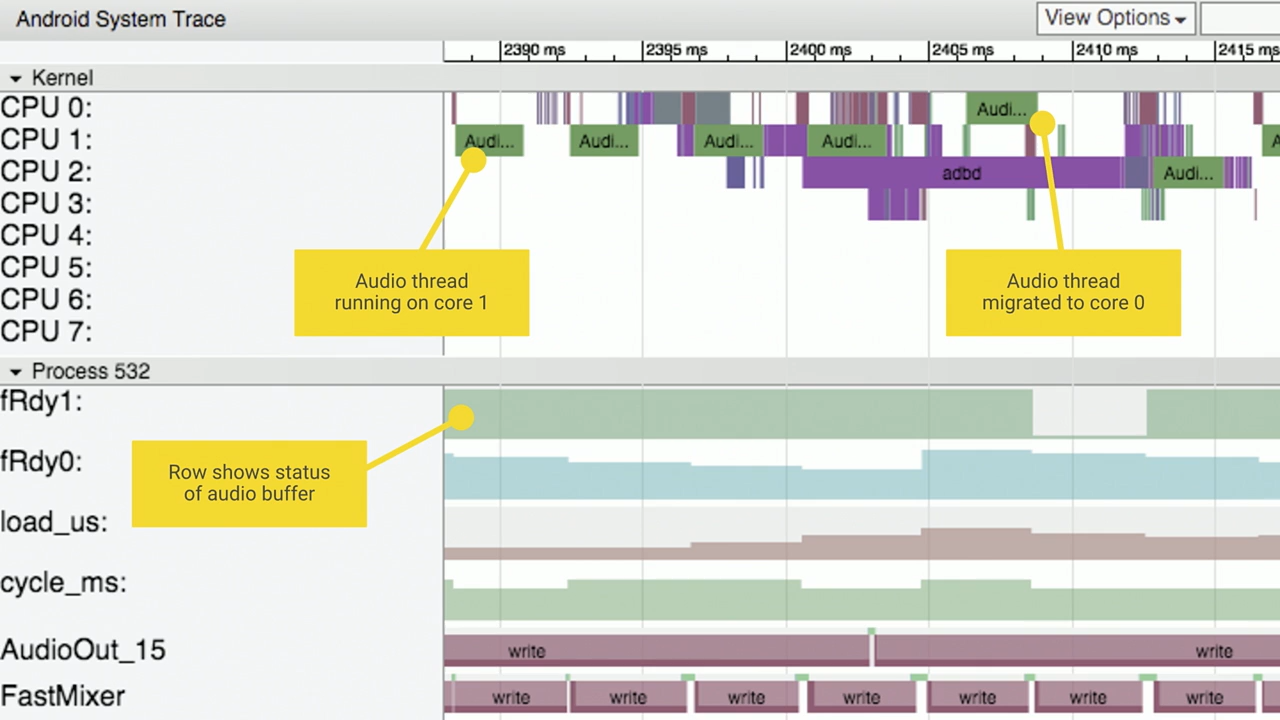 Android System Trace
View Options
2390 ms
2395 ms
2400 ms
2405 ms
2410 ms
2415 ms
Kernel
CPU 0:
Audi...
CPU 1:
Audi...
Audi...
Audi...
Audi...
A
CPU 2:
adbd
Audi...
CPU 3:
CPU 4:
CPU 5:
CPU 6:
CPU 7:
Audio thread
running on core 1
Audio thread
migrated to core 0
Process 532
fRdy1:
fRdy0:
Row shows status
of audio buffer
load_us:
cycle_ms:
AudioOut_15
write
write
FastMixer
write
write
write
write
write
write
write